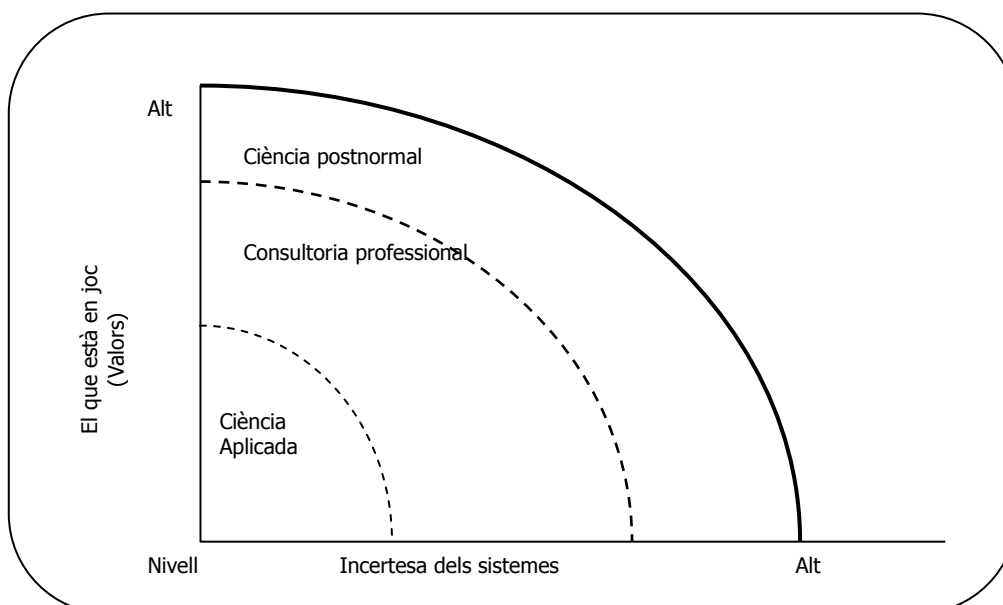 Alt
Ciència postnormal
Consultoria professional
El que està en joc
(Valors)
Ciència
Aplicada
Nivell
Incertesa dels sistemes
Alt